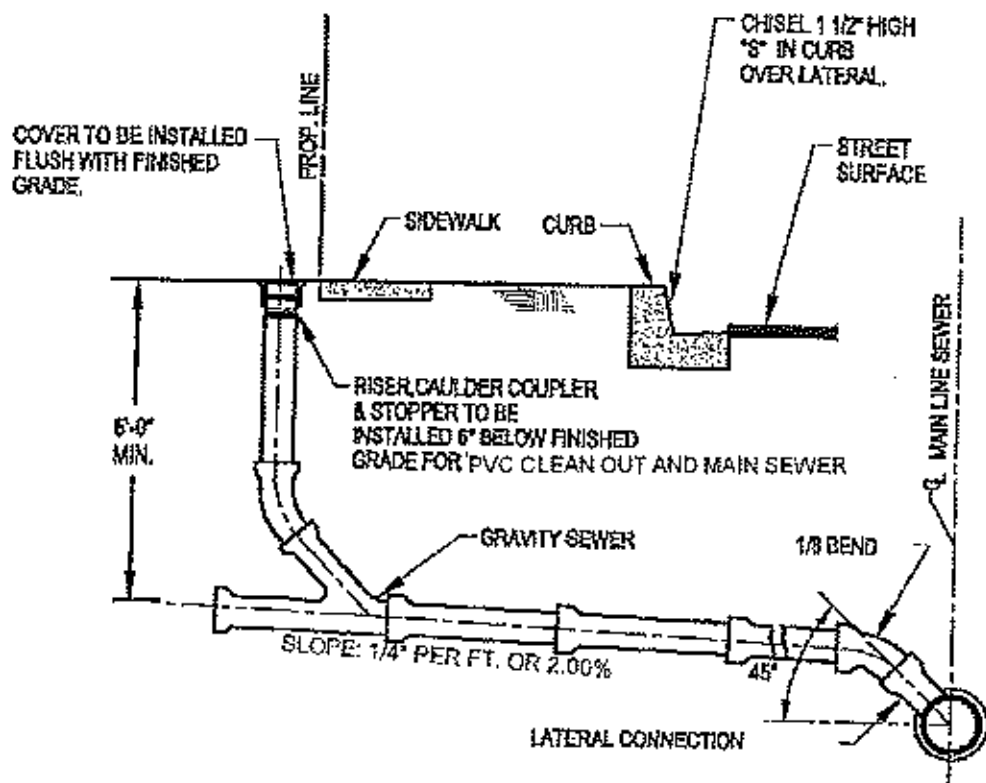 CHISEL 1 1/2" HIGH
"S" IN CURB
OVER LATERAL.
PROP. LINE
COVER TO BE INSTALLED
FLUSH WITH FINISHED
GRADE.
STREET
SURFACE
SIDEWALK
CURB
RISER, CAULDER COUPLER
& STOPPER TO BE
INSTALLED 6" BELOW FINISHED
GRADE FOR PVC CLEAN OUT AND MAIN SEWER
MIN.
CL MAIN LINE SEWER
GRAVITY SEWER
1/8 BEND
SLOPE: 1/4" PER FT. OR 2.00%
45°
LATERAL CONNECTION